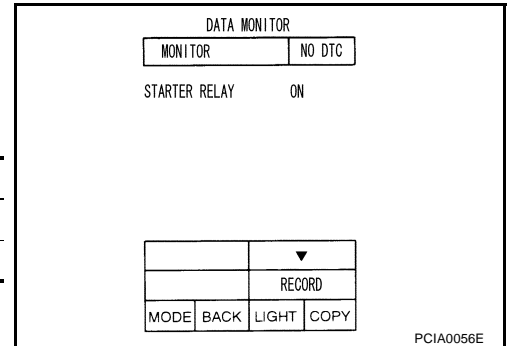 DATA MONITOR
MONITOR NO DTC
STARTER RELAY ON
▼
RECORD
MODE BACK LIGHT COPY
PCIA0056E